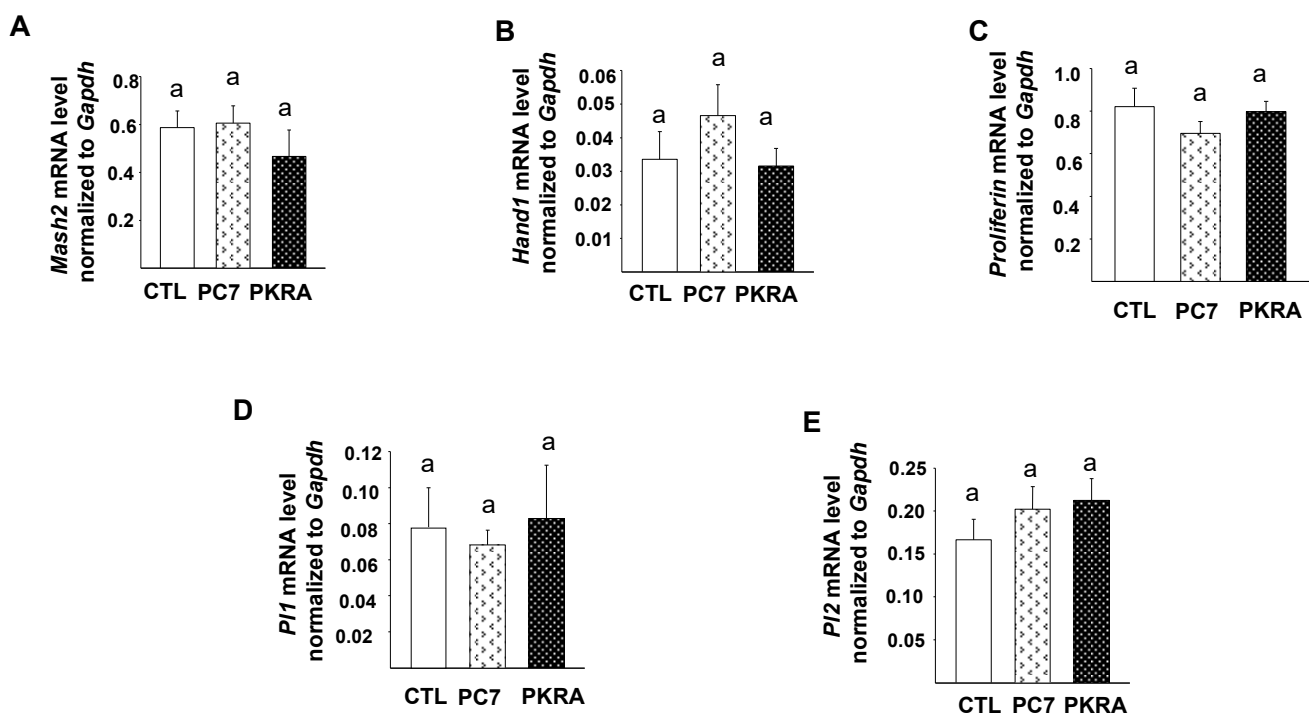 A
Mash2 mRNA level
normalized to Gapdh
0.8
0.6
0.4
0.2
a
a
a
CTL PC7 PKRA
B
Hand1 mRNA level
normalized to Gapdh
0.06
0.05
0.04
0.03
0.02
0.01
a
a
a
CTL PC7 PKRA
C
Proliferin mRNA level
normalized to Gapdh
1.0
0.8
0.6
0.4
0.2
a
a
a
CTL PC7 PKRA
D
Pl1 mRNA level
normalized to Gapdh
0.12
0.10
0.08
0.06
0.04
0.02
a
a
a
CTL PC7 PKRA
E
Pl2 mRNA level
normalized to Gapdh
0.25
0.20
0.15
0.10
0.05
a
a
a
CTL PC7 PKRA